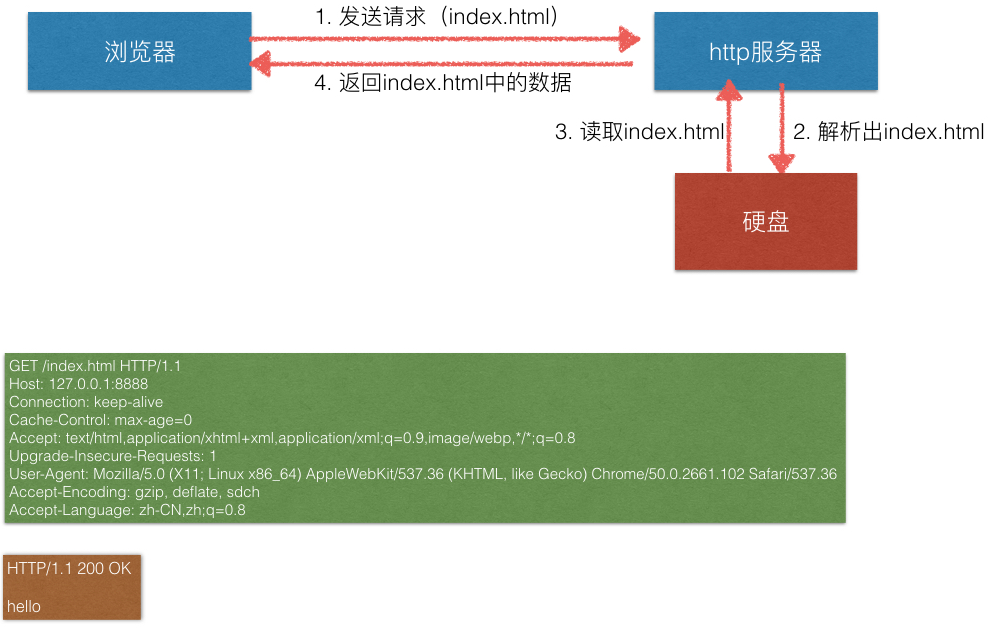 1. 发送请求（index.html）
浏览器
http服务器
4. 返回index.html中的数据
3. 读取index.html
2. 解析出index.html
硬盘
GET /index.html HTTP/1.1
Host: 127.0.0.1:8888
Connection: keep-alive
Cache-Control: max-age=0
Accept: text/html,application/xhtml+xml,application/xml;q=0.9,image/webp,*/*;q=0.8
Upgrade-Insecure-Requests: 1
User-Agent: Mozilla/5.0 (X11; Linux x86_64) AppleWebKit/537.36 (KHTML, like Gecko) Chrome/50.0.2661.102 Safari/537.36
Accept-Encoding: gzip, deflate, sdch
Accept-Language: zh-CN,zh;q=0.8
HTTP/1.1 200 OK
hello